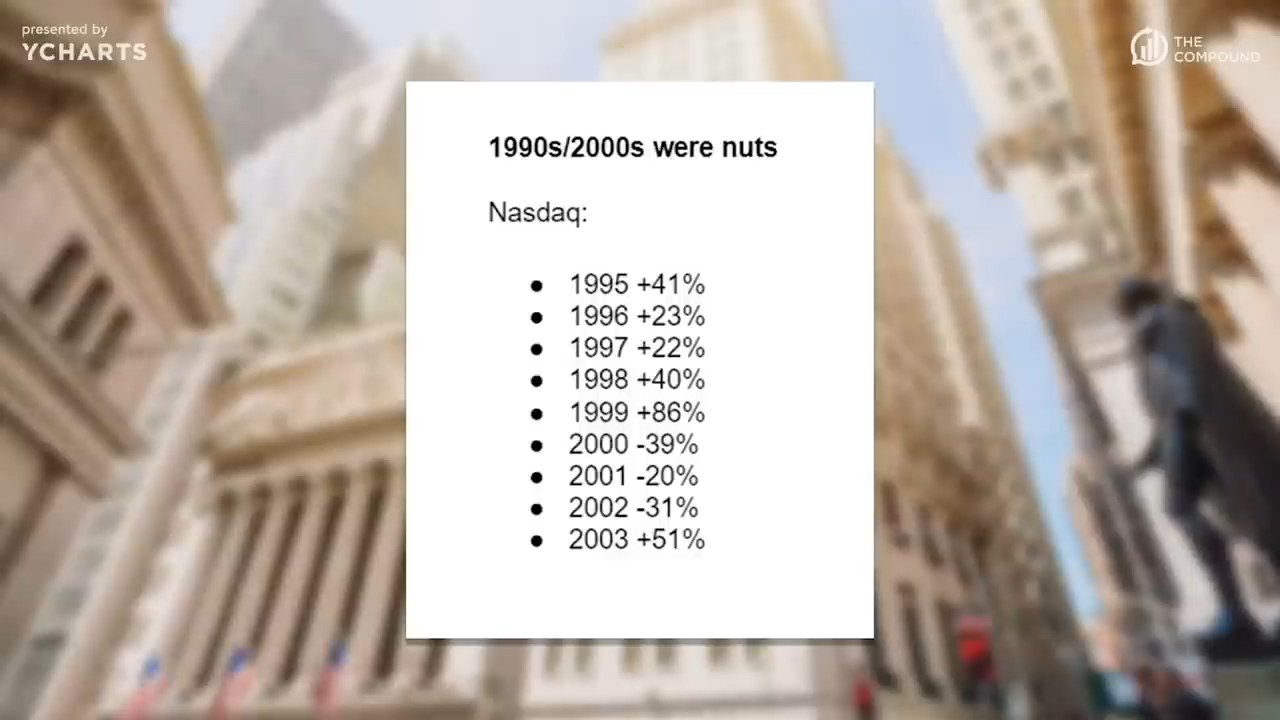 presented by
YCHARTS
THE
COMPOUND
1990s/2000s were nuts
Nasdaq:
● 1995 +41%
● 1996 +23%
● 1997 +22%
● 1998 +40%
● 1999 +86%
● 2000 -39%
● 2001 -20%
● 2002 -31%
● 2003 +51%